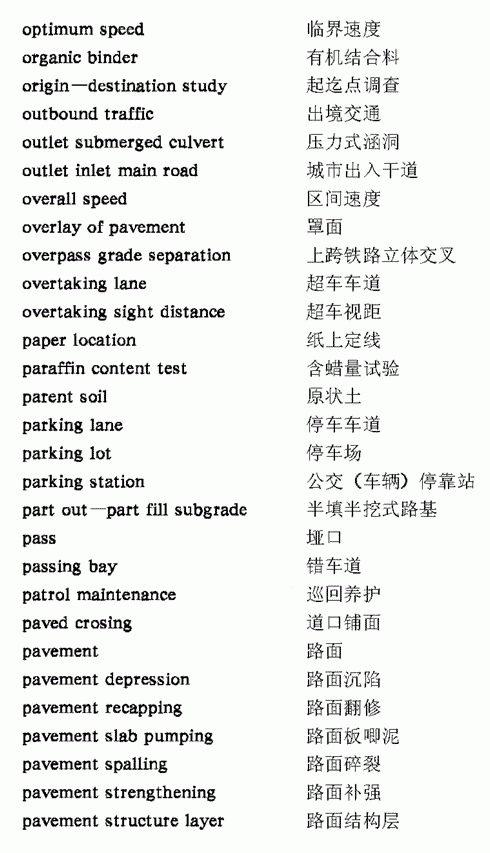 optimum speed 临界速度
organic binder 有机结合料
origin—destination study 起迄点调查
outbound traffic 出境交通
outlet submerged culvert 压力式涵洞
outlet inlet main road 城市出入干道
overall speed 区间速度
overlay of pavement 罩面
overpass grade separation 上跨铁路立体交叉
overtaking lane 超车车道
overtaking sight distance 超车视距
paper location 纸上定线
paraffin content test 含蜡量试验
parent soil 原状土
parking lane 停车车道
parking lot 停车场
parking station 公交（车辆）停靠站
part out—part fill subgrade 半填半挖式路基
pass 垭口
passing bay 错车道
patrol maintenance 巡回养护
paved crosing 道口铺面
pavement 路面
pavement depression 路面沉陷
pavement recapping 路面翻修
pavement slab pumping 路面板唧泥
pavement spalling 路面碎裂
pavement strengthening 路面补强
pavement structure layer 路面结构层